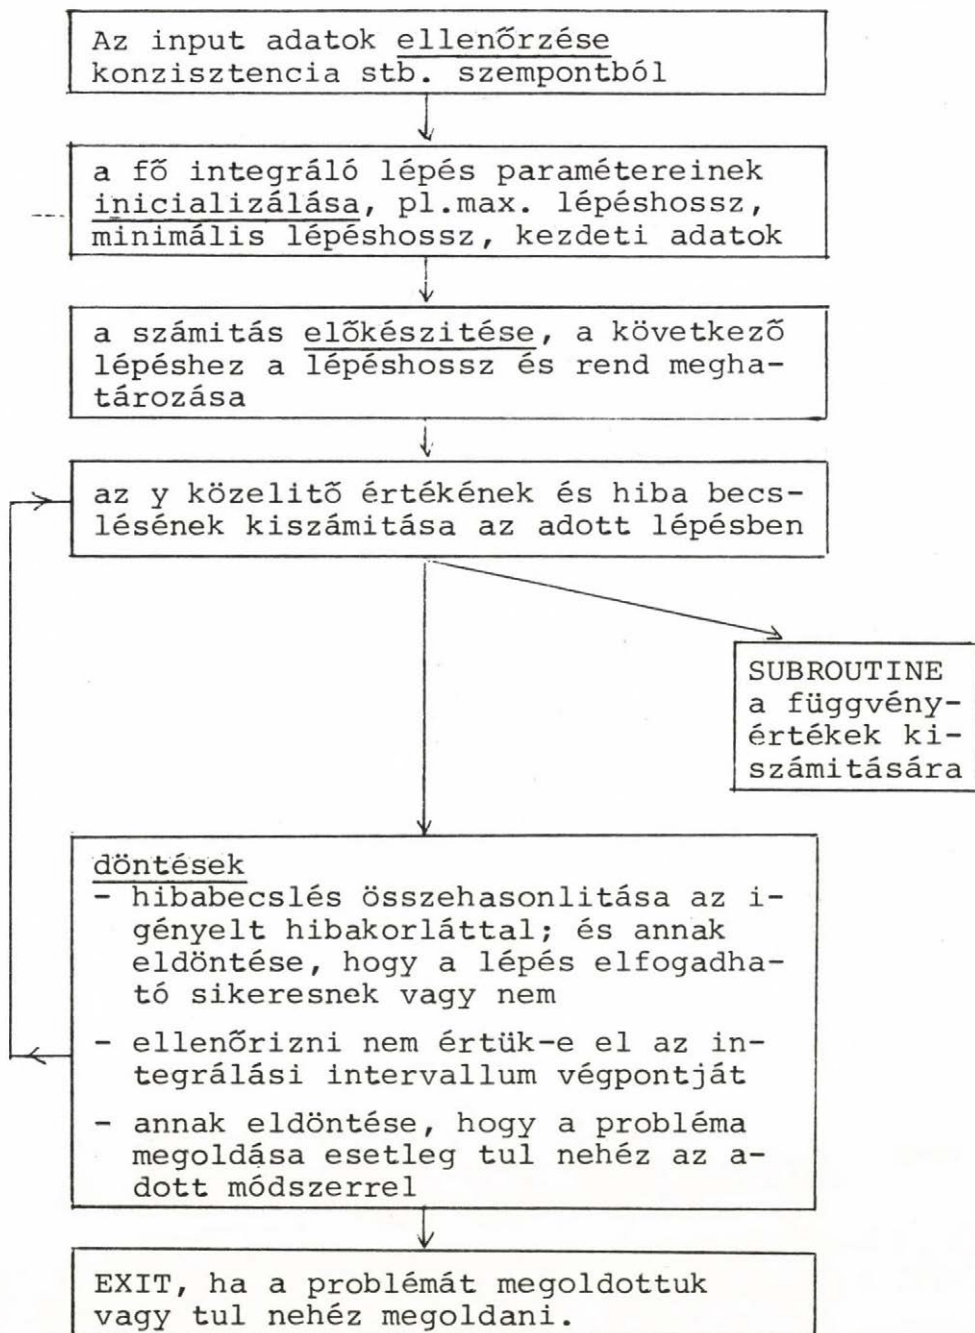 Az input adatok ellenőrzése
konzisztencia stb. szempontból
a fő integráló lépés paramétereinek
inicializálása, pl.max. lépéshossz,
minimális lépéshossz, kezdeti adatok
a számitás előkészitése, a következő
lépéshez a lépéshossz és rend megha-
tározása
az y közelitő értékének és hiba becs-
lésének kiszámitása az adott lépésben
SUBROUTINE
a függvény-
értékek ki-
számitására
döntések
- hibabecslés összehasonlitása az i-
gényelt hibakorláttal; és annak
eldöntése, hogy a lépés elfogadha-
tó sikeresnek vagy nem
- ellenőrizni nem értük-e el az in-
tegrálási intervallum végpontját
- annak eldöntése, hogy a probléma
megoldása esetleg tul nehéz az a-
dott módszerrel
EXIT, ha a problémát megoldottuk
vagy tul nehéz megoldani.